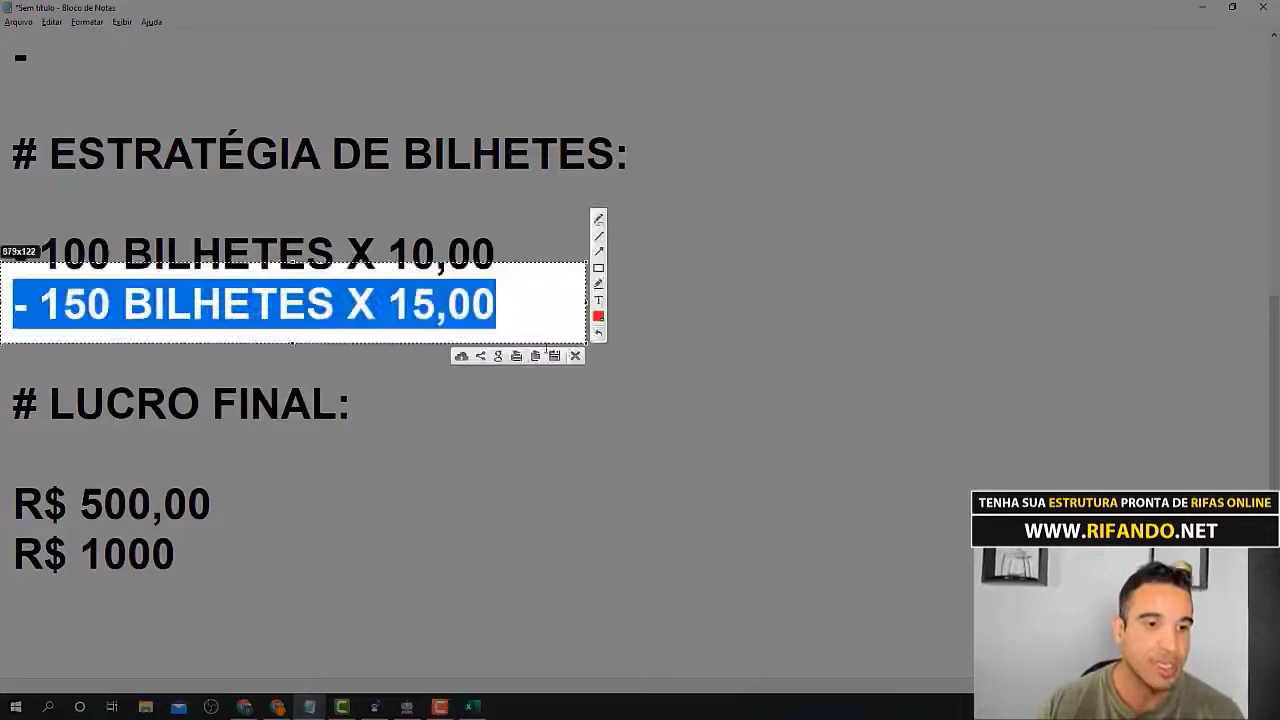 *Sem título - Bloco de Notas
Arquivo Editar Formatar Exibir Ajuda
-
# ESTRATÉGIA DE BILHETES:
879x122
100 BILHETES X 10,00
- 150 BILHETES X 15,00
# LUCRO FINAL:
R$ 500,00
R$ 1000
TENHA SUA ESTRUTURA PRONTA DE RIFAS ONLINE
WWW.RIFANDO.NET